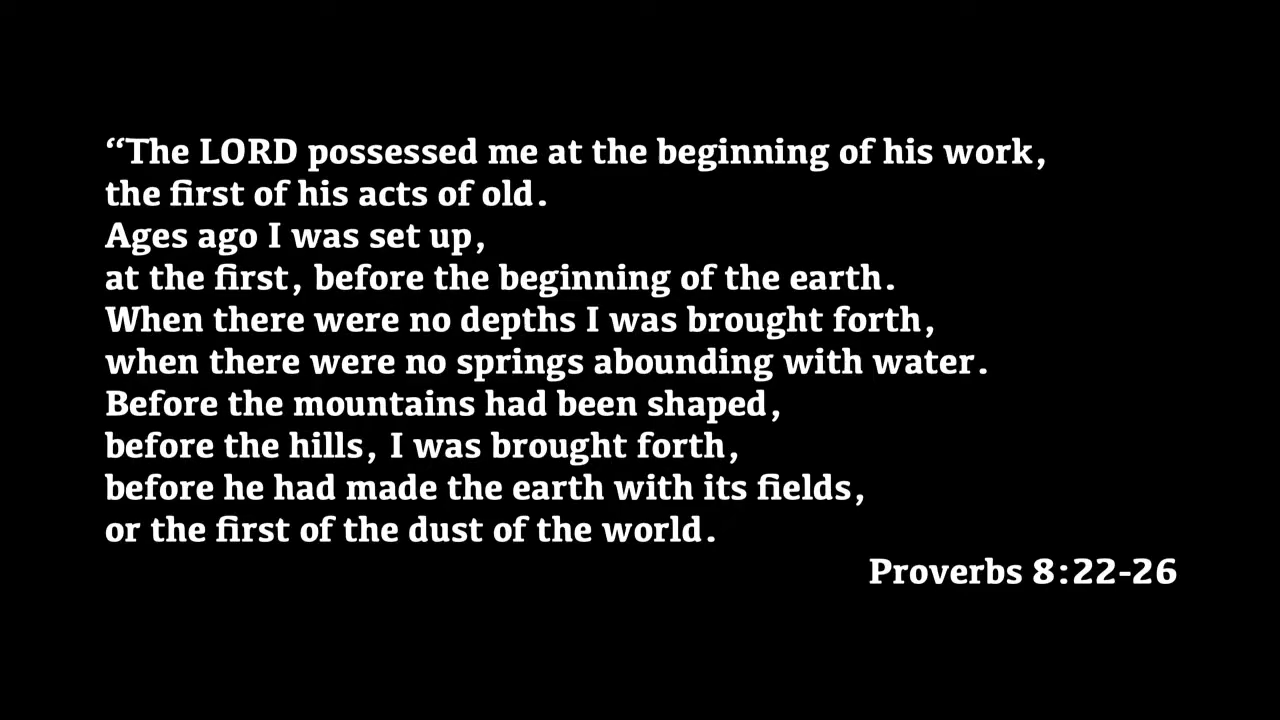 “The LORD possessed me at the beginning of his work,
the first of his acts of old.
Ages ago I was set up,
at the first, before the beginning of the earth.
When there were no depths I was brought forth,
when there were no springs abounding with water.
Before the mountains had been shaped,
before the hills, I was brought forth,
before he had made the earth with its fields,
or the first of the dust of the world.
Proverbs 8:22-26